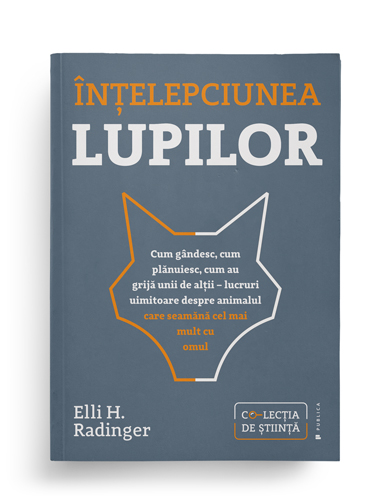 ÎNȚELEPCIUNEA
LUPILOR
Cum gândesc, cum
plănuiesc, cum au
grijă unii de alții – lucruri
uimitoare despre animalul
care seamănă cel mai
mult cu
omul
Elli H.
Radinger
COLECȚIA
DE ȘTIINȚĂ
PUBLICA